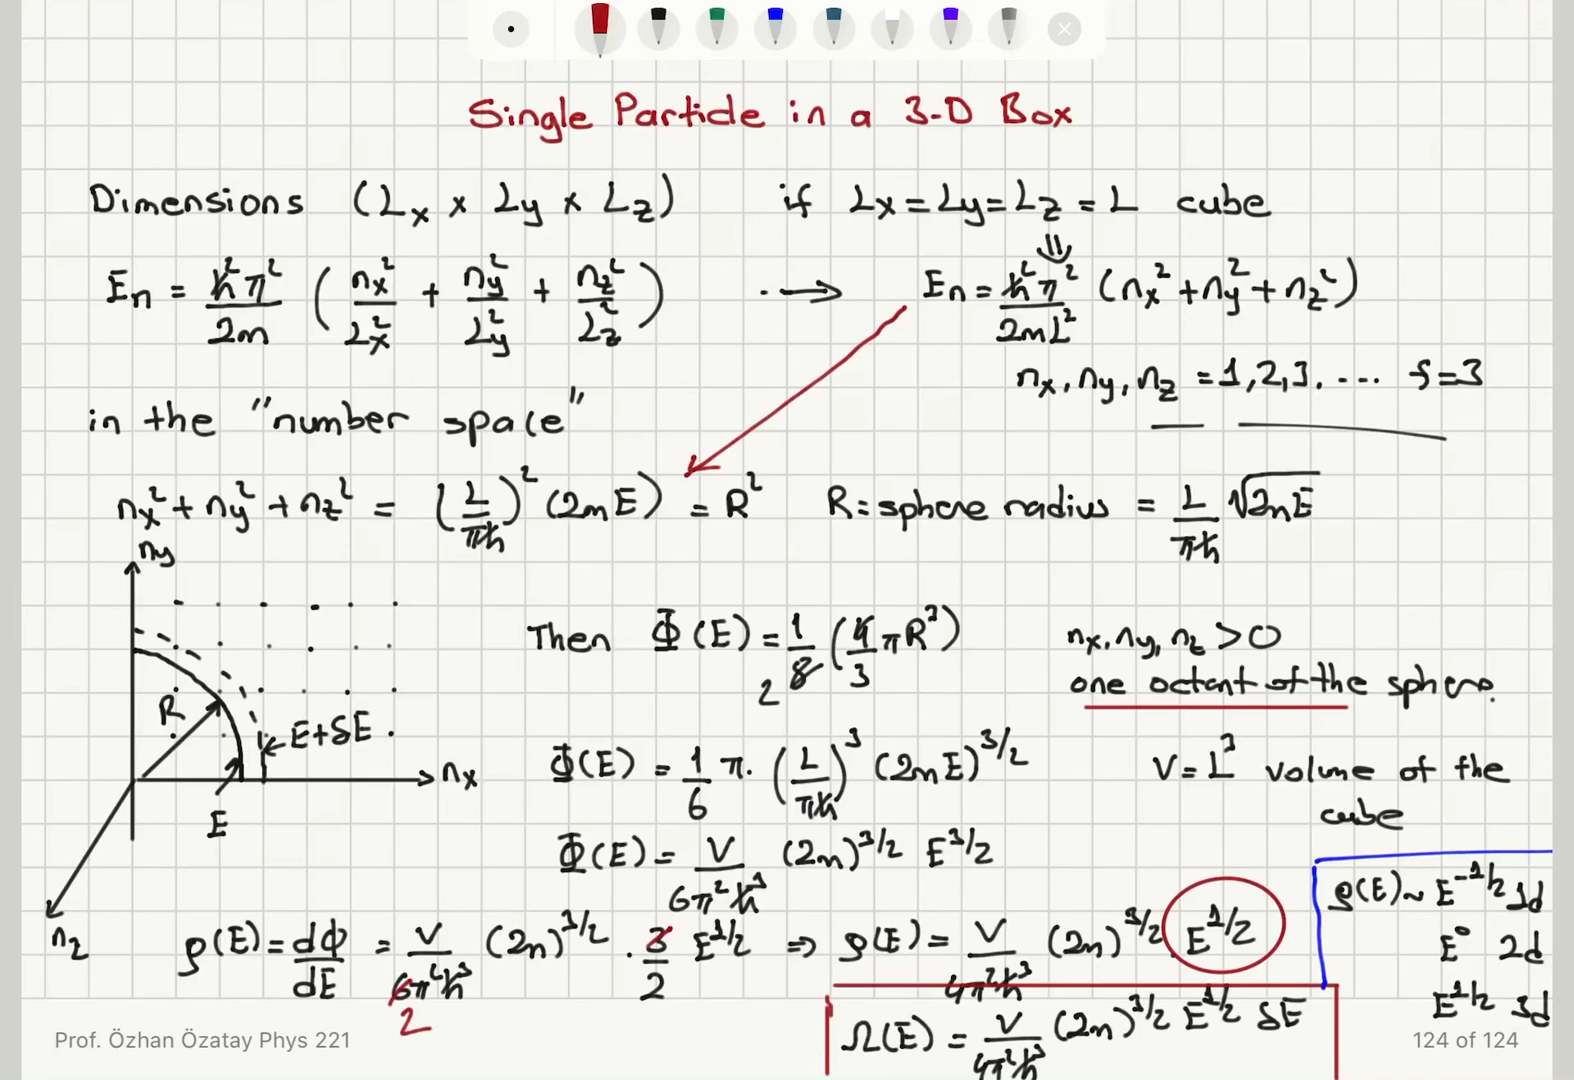 Single Particle in a 3-D Box
Dimensions (Lx x Ly x Lz) if Lx = Ly = Lz = L cube
En = ħ²π²/2m (nx²/Lx² + ny²/Ly² + nz²/Lz²) ⇢ En = ħ²π²/2mL² (nx² + ny² + nz²)
nx, ny, nz = 1,2,3, .... f=3
in the "number space"
nx² + ny² + nz² = (L/πħ)² (2mE) = R² R = sphere radius = L/πħ √2mE
ny
Then Φ(E) = 1/8 (4/3 πR³) nx, ny, nz > 0
2
one octant of the sphere.
R
E+δE
Φ(E) = 1/6 π. (L/πħ)³ (2mE)^3/2 V = L³ volume of the cube
nx
E
Φ(E) = V/6π²ħ³ (2m)^3/2 E^3/2
nz
ρ(E) = dΦ/dE = V/6π²ħ³ (2m)^3/2 . 3/2 E^1/2 ⇒ ρ(E) = V/4π²ħ³ (2m)^3/2 E^1/2
2
ρ(E) ~ E^-1/2 1d
E^0 2d
E^1/2 3d
Ω(E) = V/4π²ħ³ (2m)^3/2 E^1/2 δE
Prof. Özhan Özatay Phys 221
124 of 124